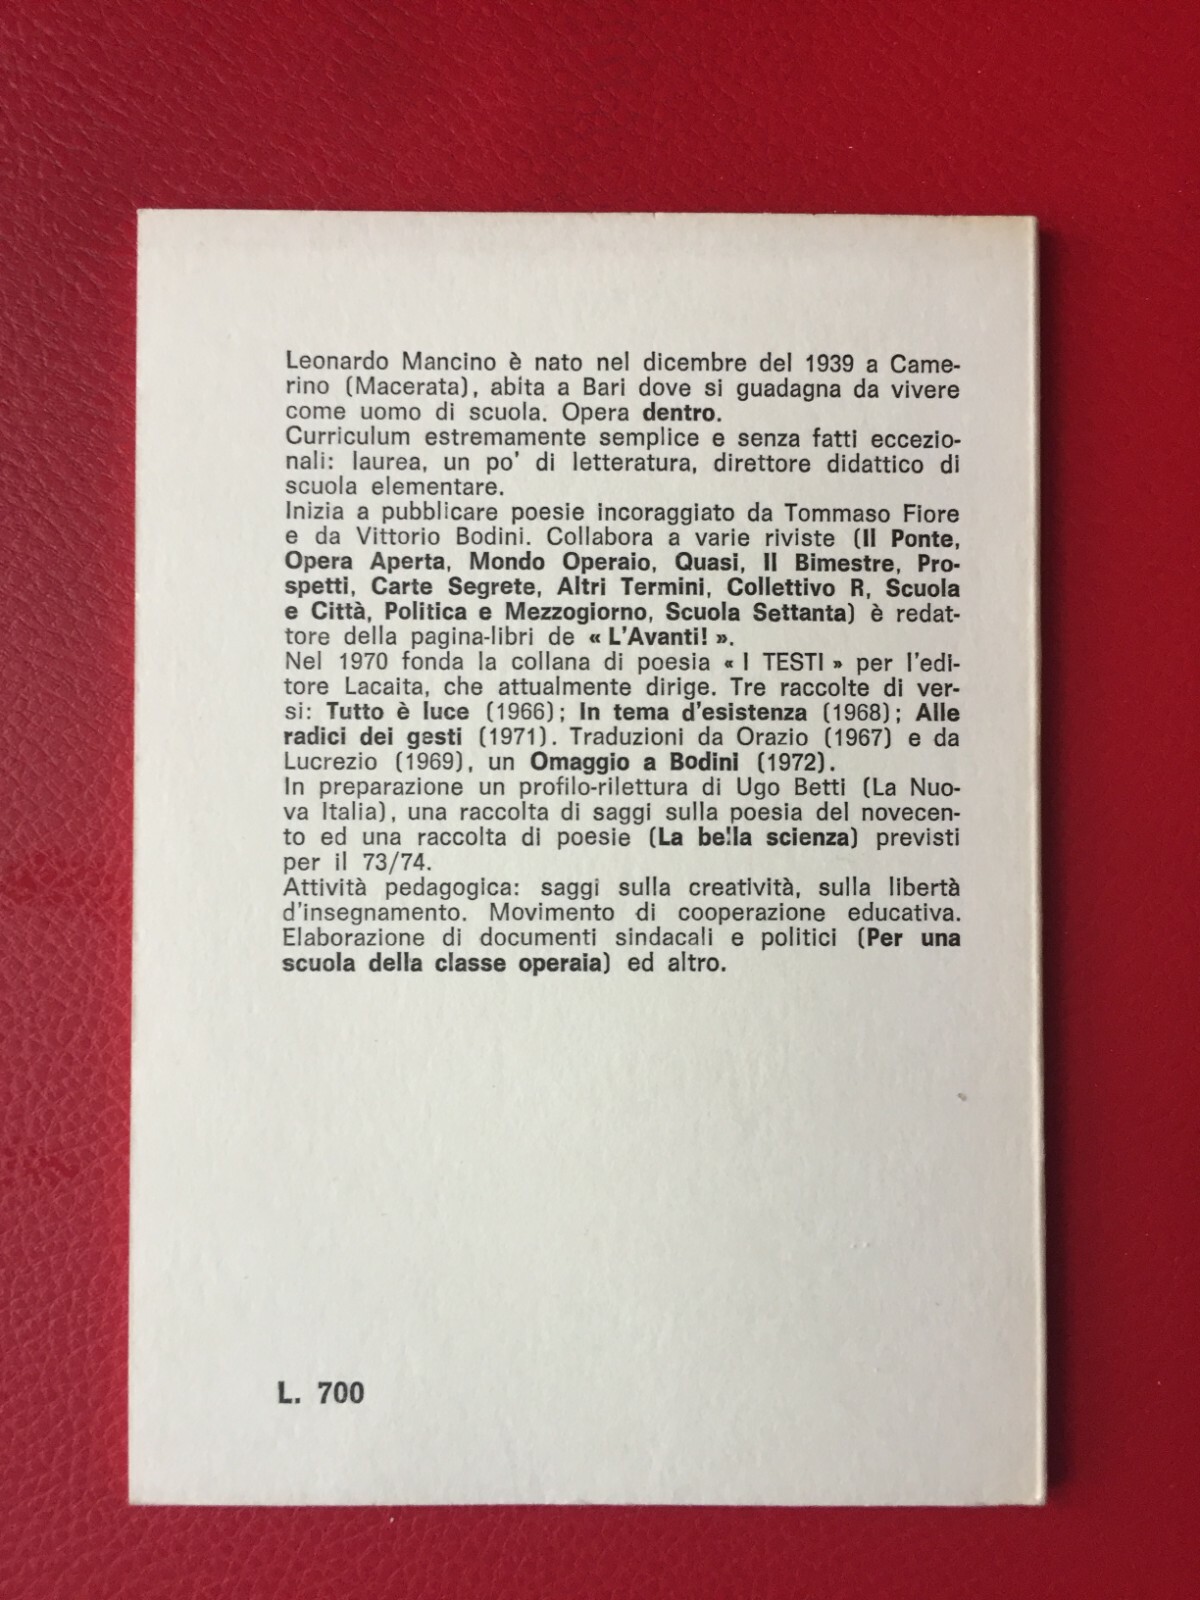 Leonardo Mancino è nato nel dicembre del 1939 a Came-
rino (Macerata), abita a Bari dove si guadagna da vivere
come uomo di scuola. Opera dentro.
Curriculum estremamente semplice e senza fatti eccezio-
nali: laurea, un po' di letteratura, direttore didattico di
scuola elementare.
Inizia a pubblicare poesie incoraggiato da Tommaso Fiore
e da Vittorio Bodini. Collabora a varie riviste (Il Ponte,
Opera Aperta, Mondo Operaio, Quasi, Il Bimestre, Pro-
spetti, Carte Segrete, Altri Termini, Collettivo R, Scuola
e Città, Politica e Mezzogiorno, Scuola Settanta) è redat-
tore della pagina-libri de « L'Avanti! ».
Nel 1970 fonda la collana di poesia « I TESTI » per l'edi-
tore Lacaita, che attualmente dirige. Tre raccolte di ver-
si: Tutto è luce (1966); In tema d'esistenza (1968); Alle
radici dei gesti (1971). Traduzioni da Orazio (1967) e da
Lucrezio (1969), un Omaggio a Bodini (1972).
In preparazione un profilo-rilettura di Ugo Betti (La Nuo-
va Italia), una raccolta di saggi sulla poesia del novecen-
to ed una raccolta di poesie (La bella scienza) previsti
per il 73/74.
Attività pedagogica: saggi sulla creatività, sulla libertà
d'insegnamento. Movimento di cooperazione educativa.
Elaborazione di documenti sindacali e politici (Per una
scuola della classe operaia) ed altro.
L. 700